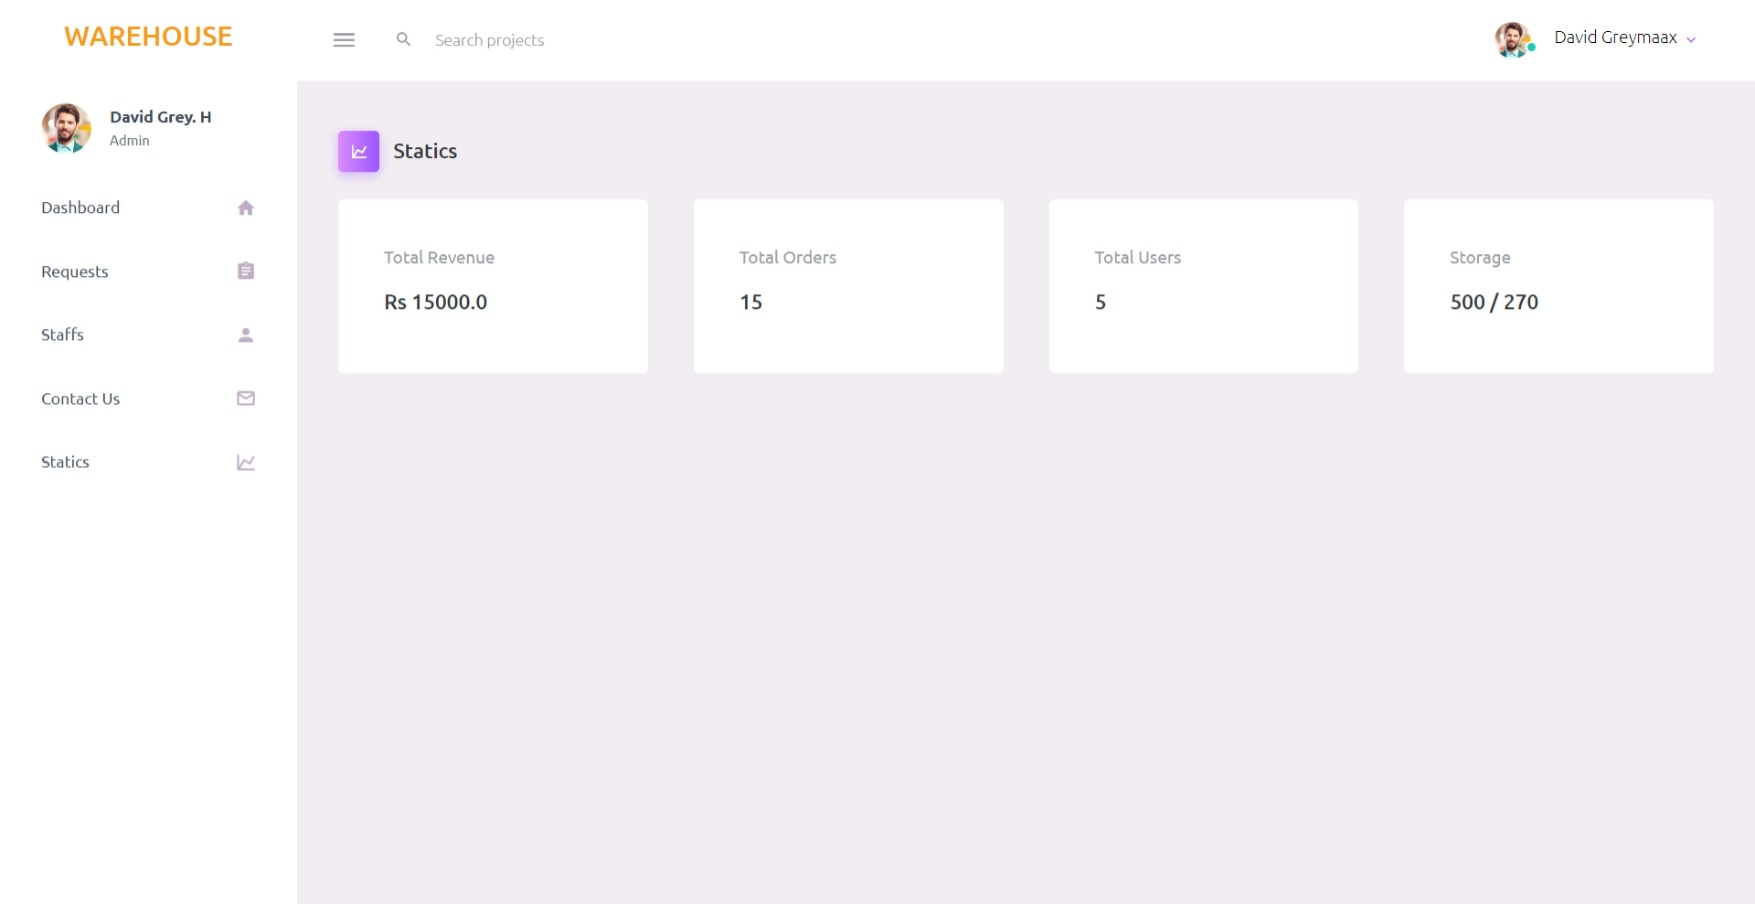 WAREHOUSE
Search projects
David Greymaax
David Grey. H
Admin
Dashboard
Requests
Staffs
Contact Us
Statics
Statics
Total Revenue
Rs 15000.0
Total Orders
15
Total Users
5
Storage
500 / 270